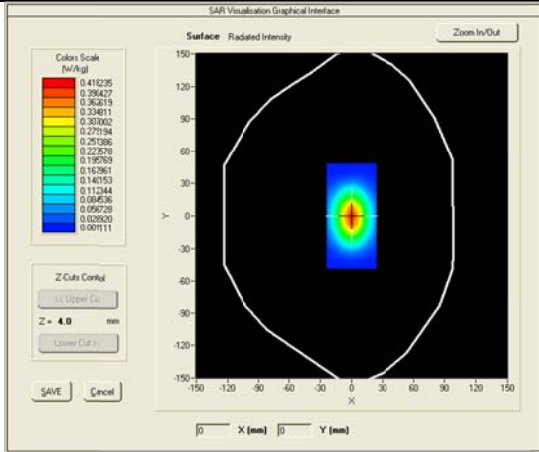 SAR Visualisation Graphical Interface
Surface Radiated Intensity
Zoom In/Out
Colors Scale
(W/kg)
0.418235
0.390427
0.362619
0.334811
0.307002
0.279194
0.251386
0.223578
0.195769
0.167961
0.140153
0.112344
0.084536
0.056728
0.028920
0.001111
Z-Cuts Control
<< Upper Cu
Z = 4.0 mm
Lower Cut >
SAVE Cancel
150
120
90
60
30
0
-30
-60
-90
-120
-150
Y
-150 -120 -90 -60 -30 0 30 60 90 120 150
X
0 X (mm) 0 Y (mm)